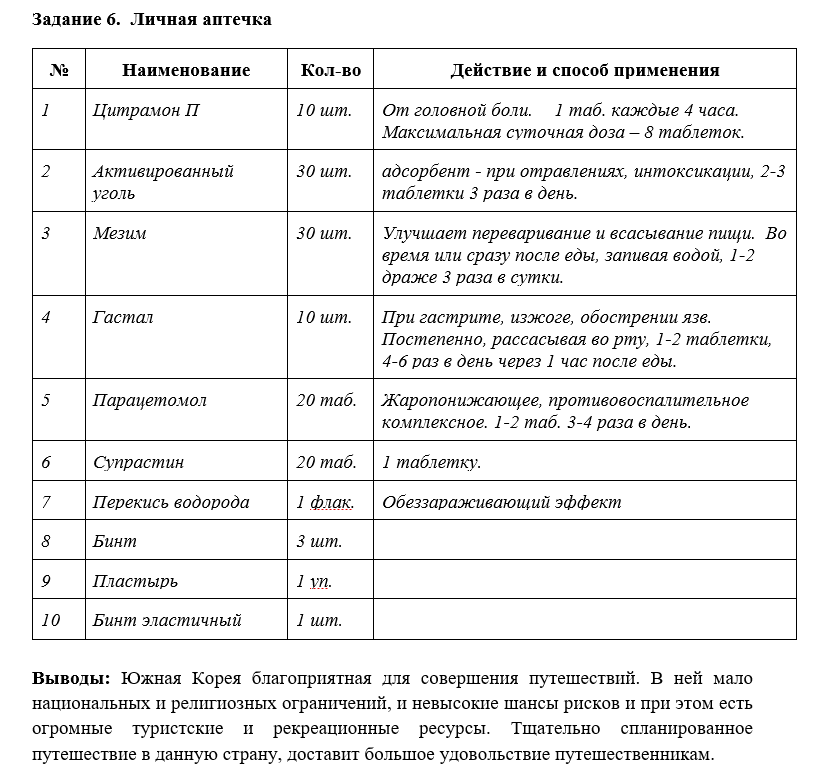 Задание 6. Личная аптечка
№ Наименование Кол-во Действие и способ применения
1 Цитрамон П 10 шт. От головной боли. 1 таб. каждые 4 часа.
Максимальная суточная доза – 8 таблеток.
2 Активированный 30 шт. адсорбент - при отравлениях, интоксикации, 2-3
уголь таблетки 3 раза в день.
3 Мезим 30 шт. Улучшает переваривание и всасывание пищи. Во
время или сразу после еды, запивая водой, 1-2
драже 3 раза в сутки.
4 Гастал 10 шт. При гастрите, изжоге, обострении язв.
Постепенно, рассасывая во рту, 1-2 таблетки,
4-6 раз в день через 1 час после еды.
5 Парацетомол 20 таб. Жаропонижающее, противовоспалительное
комплексное. 1-2 таб. 3-4 раза в день.
6 Супрастин 20 таб. 1 таблетку.
7 Перекись водорода 1 флак. Обеззараживающий эффект
8 Бинт 3 шт.
9 Пластырь 1 уп.
10 Бинт эластичный 1 шт.
Выводы: Южная Корея благоприятная для совершения путешествий. В ней мало
национальных и религиозных ограничений, и невысокие шансы рисков и при этом есть
огромные туристские и рекреационные ресурсы. Тщательно спланированное
путешествие в данную страну, доставит большое удовольствие путешественникам.